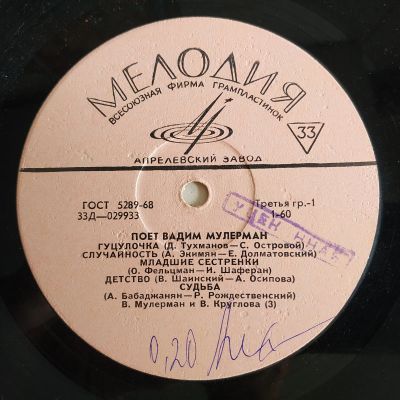 МЕЛОДИЯ
ВСЕСОЮЗНАЯ ФИРМА ГРАМПЛАСТИНОК
33
АПРЕЛЕВСКИЙ ЗАВОД
ГОСТ 5289-68
Третья гр.-1
33Д—029933
1-60
ПОЕТ ВАДИМ МУЛЕРМАН
ГУЦУЛОЧКА (Д. Тухманов—С. Островой)
СЛУЧАЙНОСТЬ (А. Экимян—Е. Долматовский)
МЛАДШИЕ СЕСТРЕНКИ
(О. Фельцман—И. Шаферан)
ДЕТСТВО (В. Шаинский—А. Осипова)
СУДЬБА
(А. Бабаджанян—Р. Рождественский)
В. Мулерман и В. Круглова (3)
0,20